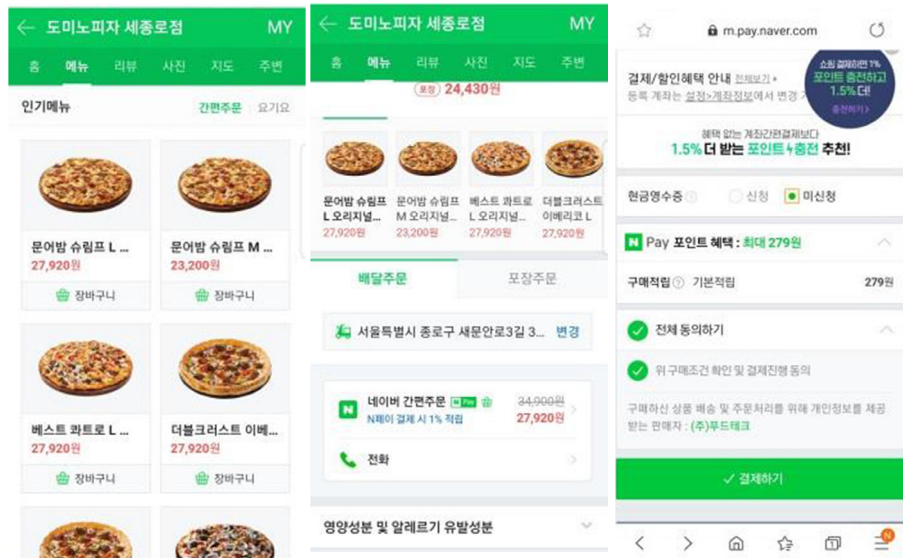 도미노피자 세종로점 MY
홈 메뉴 리뷰 사진 지도 주변
인기메뉴 간편주문 요기요
문어밤 슈림프 L ...
27,920원
장바구니
문어밤 슈림프 M ...
23,200원
장바구니
베스트 콰트로 L ...
27,920원
장바구니
더블크러스트 이베...
27,920원
장바구니
도미노피자 세종로점 MY
홈 메뉴 리뷰 사진 지도 주변
포장 24,430원
문어밤 슈림프
L 오리지널...
27,920원
문어밤 슈림프
M 오리지널...
23,200원
베스트 콰트로
L 오리지널...
27,920원
더블크러스트
이베리코 L
27,920원
배달주문 포장주문
서울특별시 종로구 새문안로3길 3... 변경
네이버 간편주문 N Pay 34,900원
N페이 결제 시 1% 적립 27,920원
전화
영양성분 및 알레르기 유발성분
m.pay.naver.com
결제/할인혜택 안내 전체보기
등록 계좌는 설정>계좌정보에서 변경
쇼핑 결제하면 1%
포인트 충전하고
1.5% 더!
충전하기 >
혜택 없는 계좌간편결제보다
1.5% 더 받는 포인트 충전 추천!
현금영수증 신청 미신청
N Pay 포인트 혜택 : 최대 279원
구매적립 기본적립 279원
전체 동의하기
위 구매조건 확인 및 결제진행 동의
구매하신 상품 배송 및 주문처리를 위해 개인정보를 제공
받는 판매자 : (주)푸드테크
결제하기
1
N